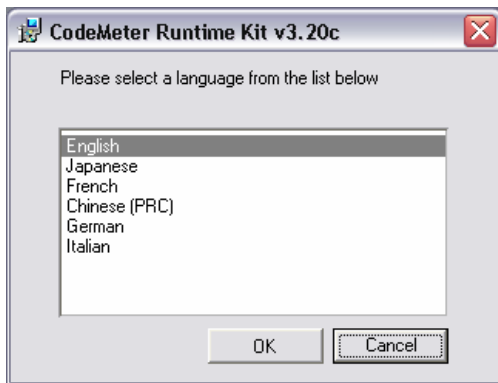 CodeMeter Runtime Kit v3.20c
Please select a language from the list below
English
Japanese
French
Chinese (PRC)
German
Italian
OK
Cancel